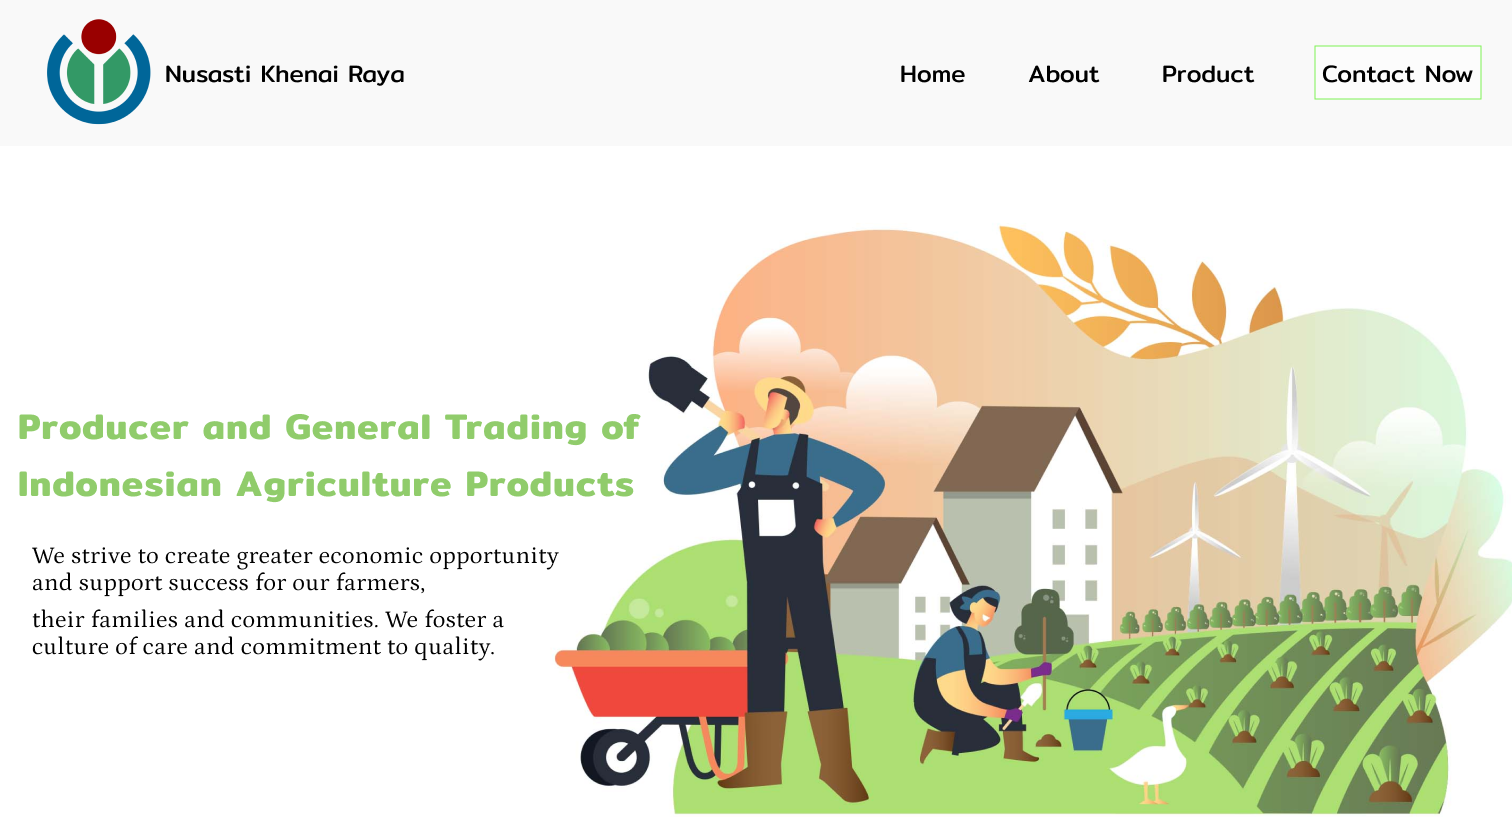 Nusasti Khenai Raya
Home
About
Product
Contact Now
Producer and General Trading of
Indonesian Agriculture Products
We strive to create greater economic opportunity
and support success for our farmers,
their families and communities. We foster a
culture of care and commitment to quality.